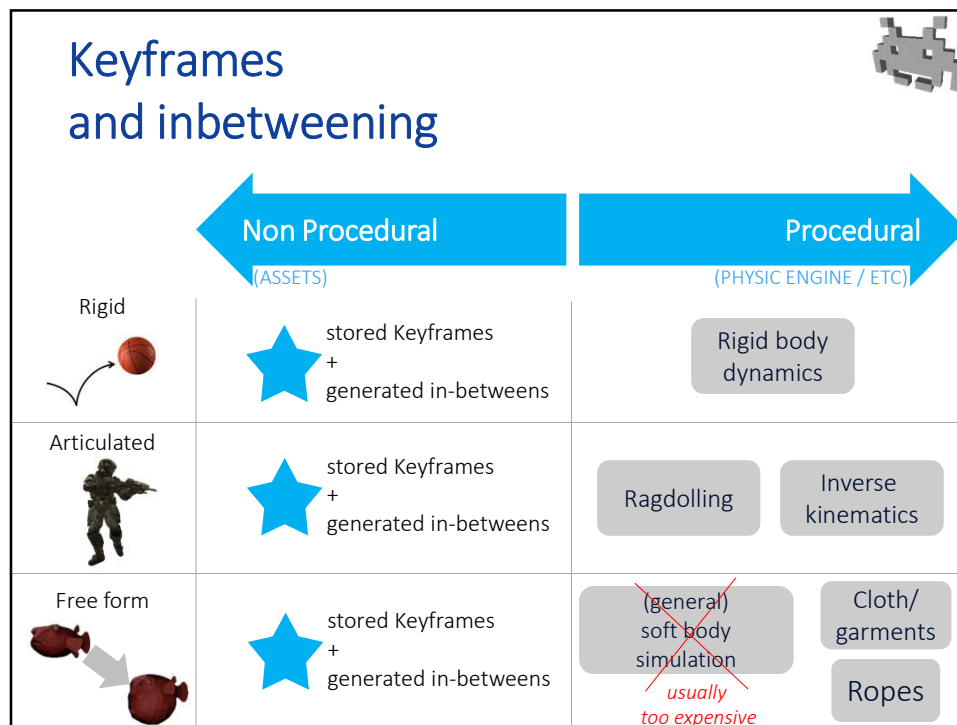 Keyframes
and inbetweening
Non Procedural
Procedural
(ASSETS)
(PHYSIC ENGINE / ETC)
Rigid
stored Keyframes
+
generated in-betweens
Rigid body
dynamics
Articulated
stored Keyframes
+
generated in-betweens
Ragdolling
Inverse
kinematics
Free form
stored Keyframes
+
generated in-betweens
(general)
soft body
simulation
usually
too expensive
Cloth/
garments
Ropes